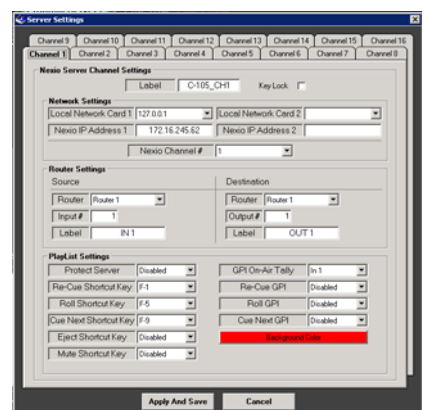 Server Settings
Channel 9 Channel 10 Channel 11 Channel 12 Channel 13 Channel 14 Channel 15 Channel 16
Channel 1 Channel 2 Channel 3 Channel 4 Channel 5 Channel 6 Channel 7 Channel 8
Nexio Server Channel Settings
Label C-105_CH1 Key Lock
Network Settings
Local Network Card 1 127.0.0.1 Local Network Card 2
Nexio IP Address 1 172.16.245.62 Nexio IP Address 2
Nexio Channel # 1
Router Settings
Source Destination
Router Router 1 Router Router 1
Input # 1 Output # 1
Label IN 1 Label OUT 1
PlayList Settings
Protect Server Disabled GPI On-Air Tally In 1
Re-Cue Shortcut Key F-1 Re-Cue GPI Disabled
Roll Shortcut Key F-5 Roll GPI Disabled
Cue Next Shortcut Key F-9 Cue Next GPI Disabled
Eject Shortcut Key Disabled Background Color
Mute Shortcut Key Disabled
Apply And Save Cancel